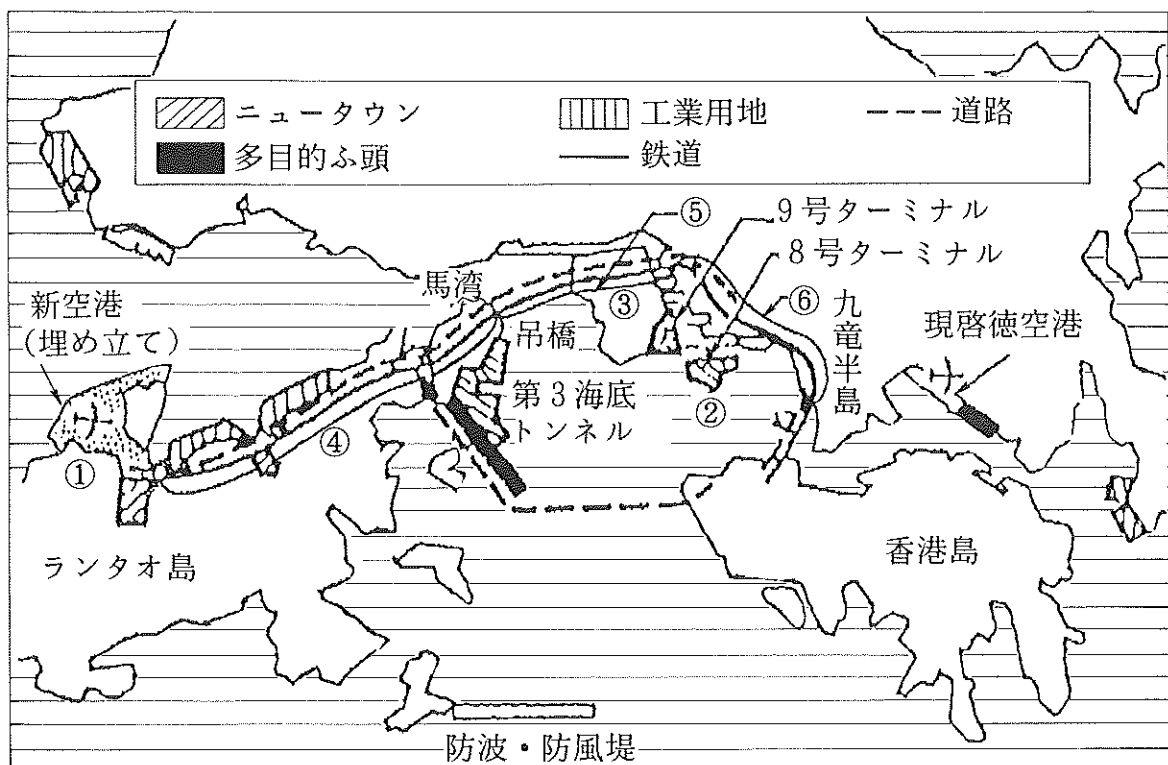 ニュータウン
工業用地
道路
多目的ふ頭
鉄道
⑤
9号ターミナル
8号ターミナル
馬湾
③
⑥
九竜半島
新空港
(埋め立て)
吊橋
現啓徳空港
第3海底
トンネル
②
④
①
ランタオ島
香港島
防波・防風堤